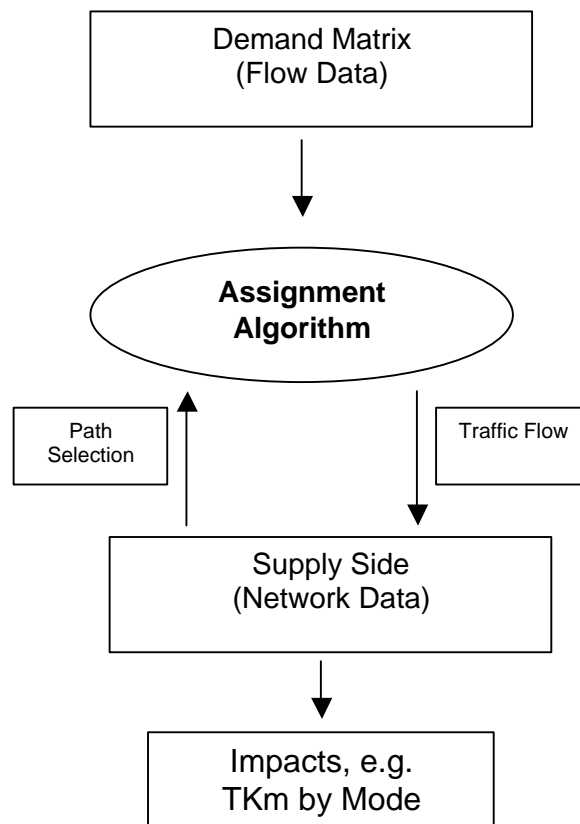 Demand Matrix
(Flow Data)
Assignment
Algorithm
Path
Selection
Traffic Flow
Supply Side
(Network Data)
Impacts, e.g.
TKm by Mode